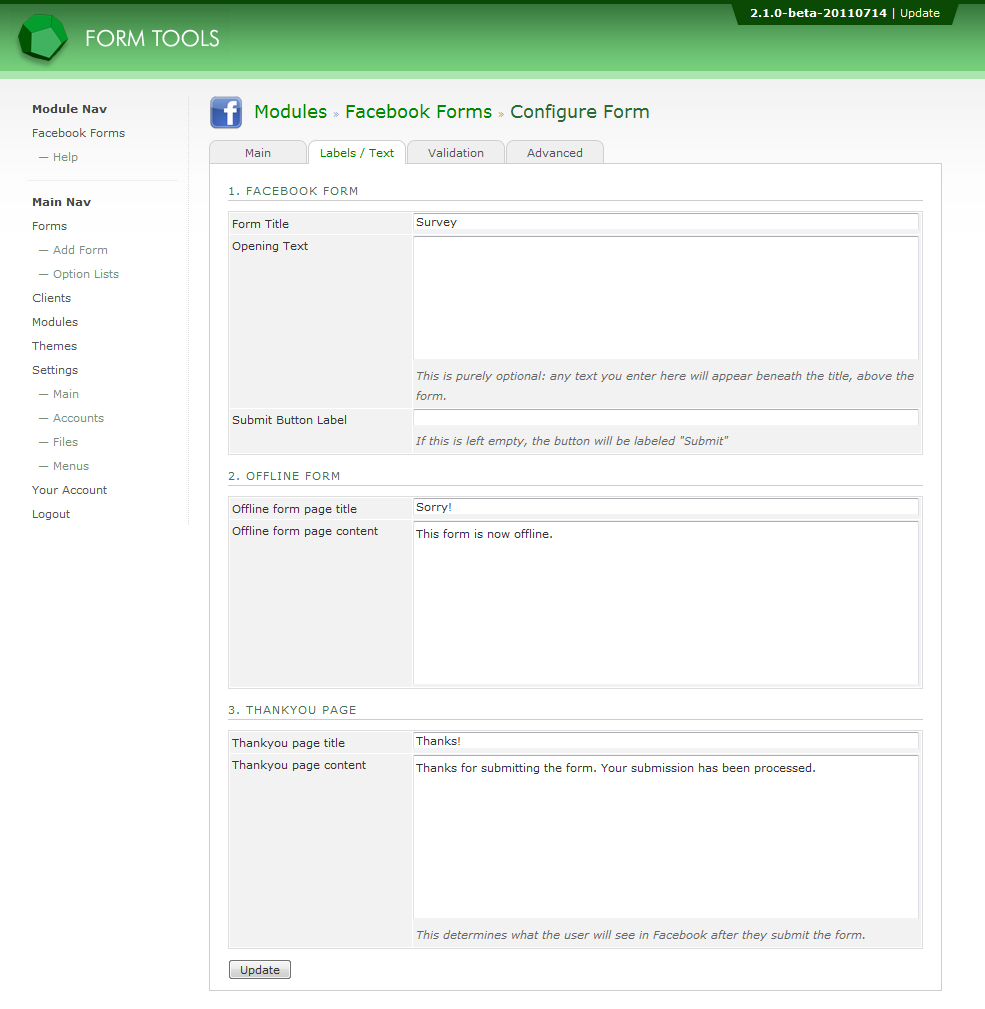 2.1.0-beta-20110714 | Update
FORM TOOLS
Module Nav
Facebook Forms
— Help
Main Nav
Forms
— Add Form
— Option Lists
Clients
Modules
Themes
Settings
— Main
— Accounts
— Files
— Menus
Your Account
Logout
f Modules » Facebook Forms » Configure Form
Main Labels / Text Validation Advanced
1. FACEBOOK FORM
Form Title Survey
Opening Text
This is purely optional: any text you enter here will appear beneath the title, above the
form.
Submit Button Label
If this is left empty, the button will be labeled "Submit"
2. OFFLINE FORM
Offline form page title Sorry!
Offline form page content This form is now offline.
3. THANKYOU PAGE
Thankyou page title Thanks!
Thankyou page content Thanks for submitting the form. Your submission has been processed.
This determines what the user will see in Facebook after they submit the form.
Update